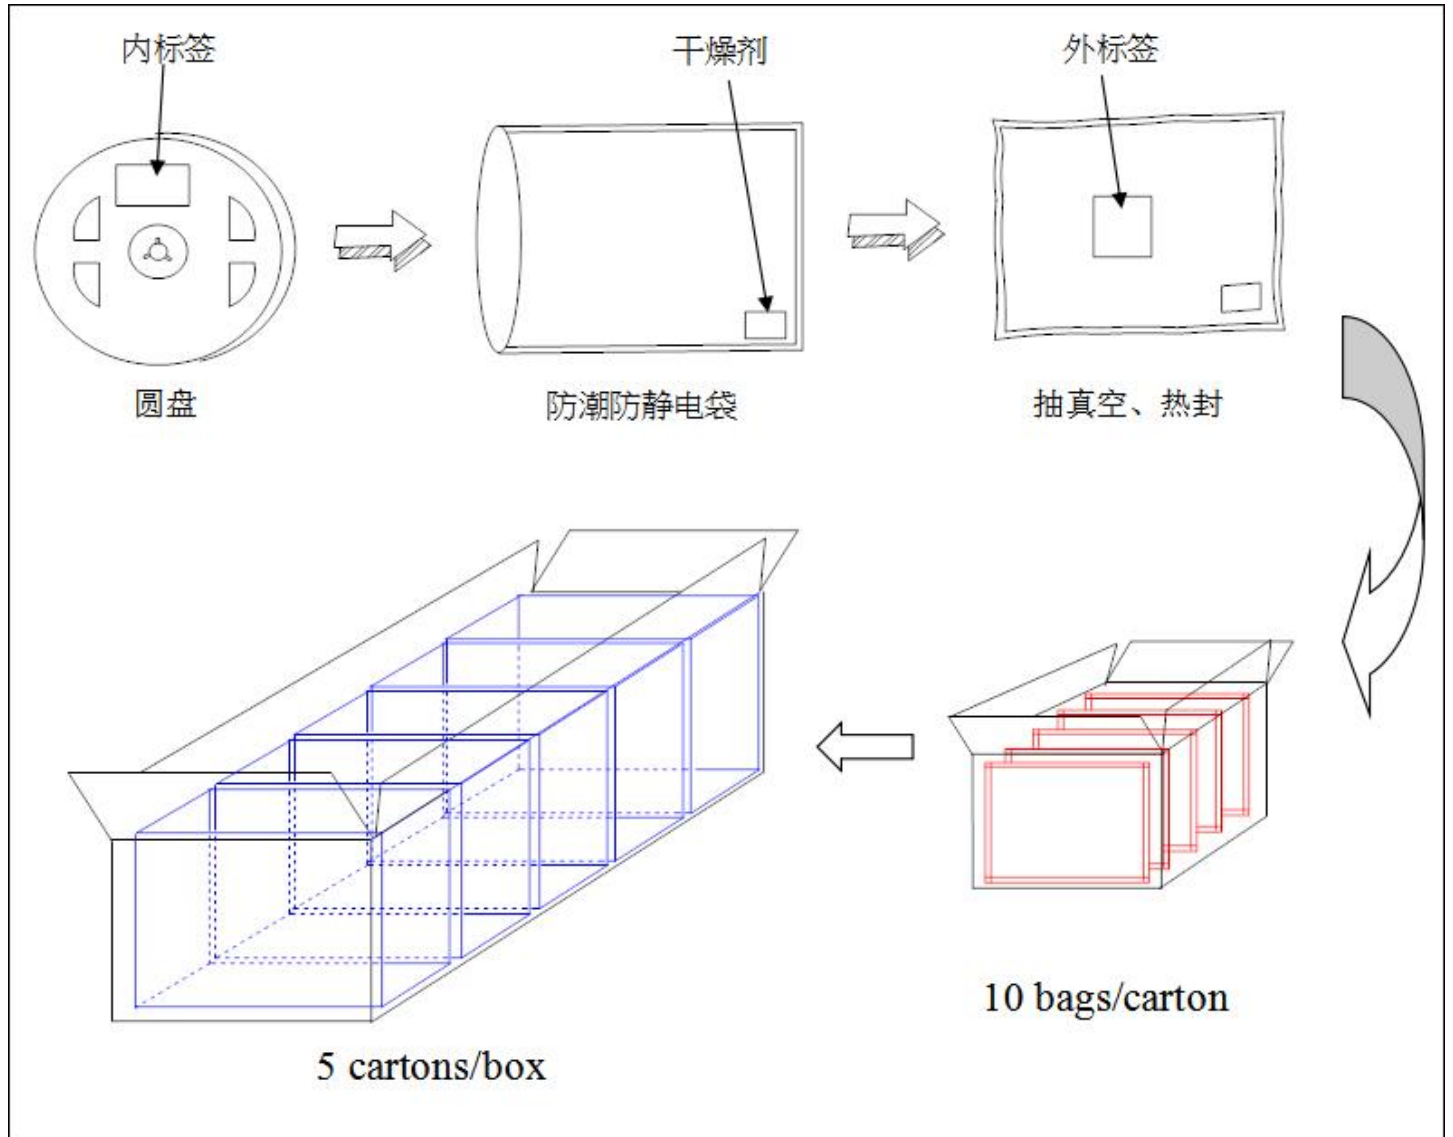 内标签
干燥剂
外标签
圆盘
防潮防静电袋
抽真空、热封
10 bags/carton
5 cartons/box